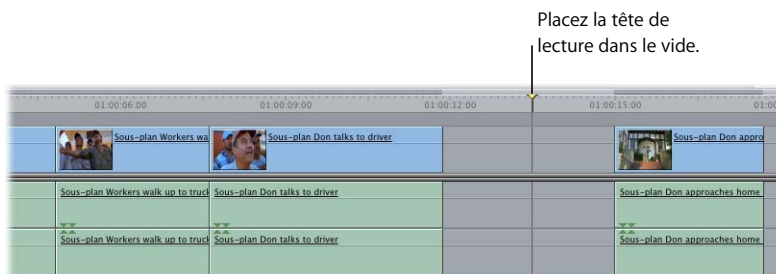 Placez la tête de
lecture dans le vide.
01:00:06:00 01:00:09:00 01:00:12:00 01:00:15:00 01:00
Sous-plan Workers wa Sous-plan Don talks to driver Sous-plan Don appro
Sous-plan Workers walk up to truck Sous-plan Don talks to driver Sous-plan Don approaches home
Sous-plan Workers walk up to truck Sous-plan Don talks to driver Sous-plan Don approaches home